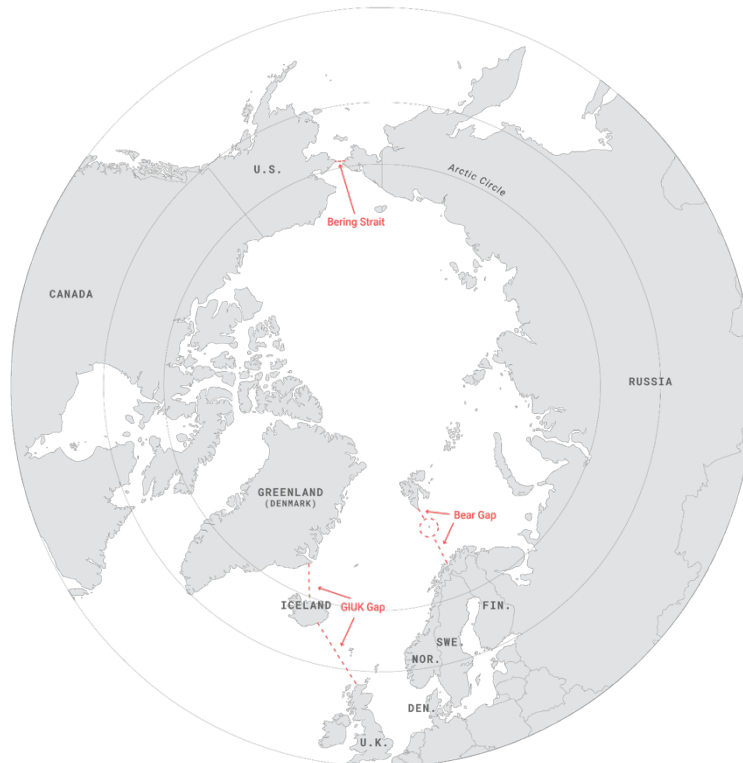 U.S.
Arctic Circle
Bering Strait
CANADA
RUSSIA
GREENLAND
(DENMARK)
Bear Gap
ICELAND
GIUK Gap
FIN.
SWE.
NOR.
DEN.
U.K.